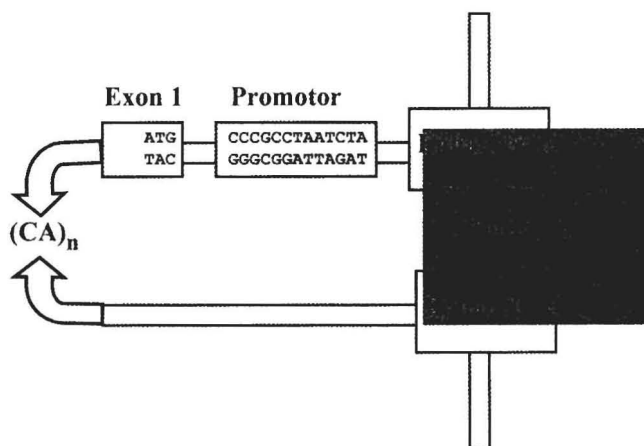 Exon 1 Promotor
ATG CCCGCCTAATCTA
TAC GGGCGGATTAGAT
(CA)n